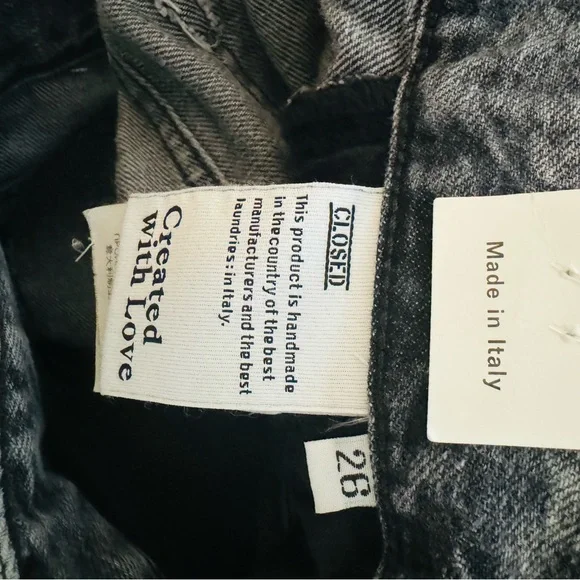 CLOSED
This product is handmade
in the country of the best
manufacturers and the best
laundries: in Italy.
Created
with Love
26
Made in Italy